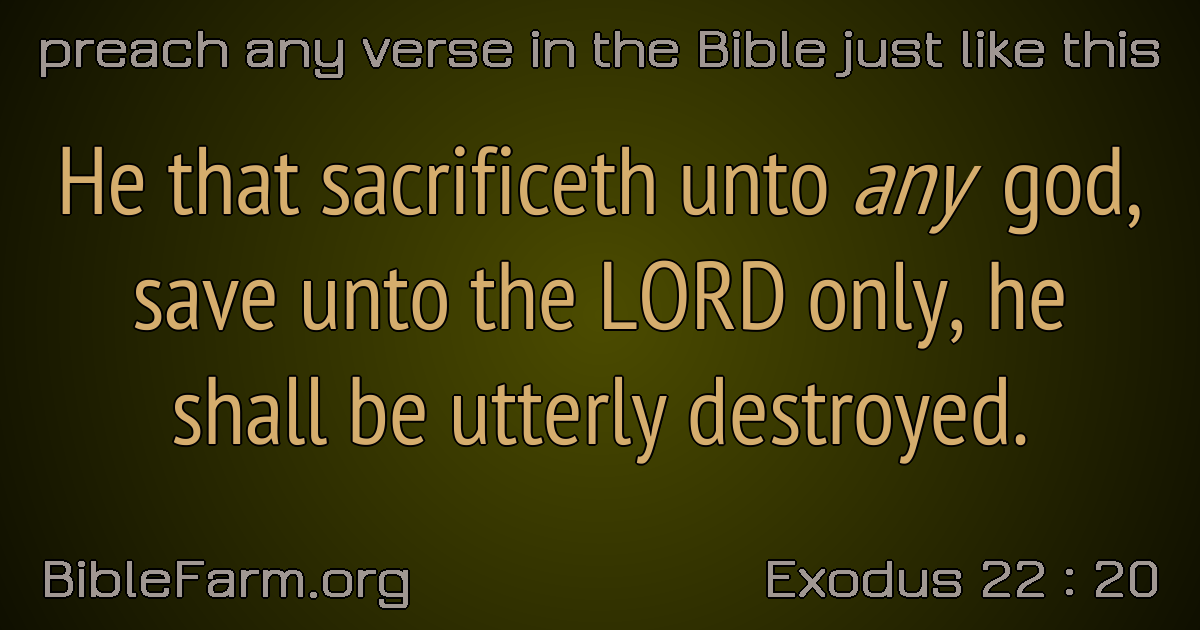 preach any verse in the Bible just like this
He that sacrificeth unto any god,
save unto the LORD only, he
shall be utterly destroyed.
BibleFarm.org
Exodus 22 : 20